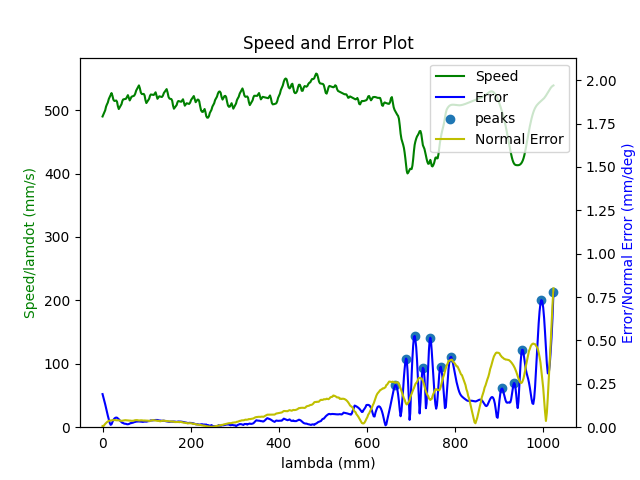 Speed and Error Plot
Speed
Error
peaks
Normal Error
Speed/lamdot (mm/s)
500
400
300
200
100
0
2.00
1.75
1.50
1.25
1.00
0.75
0.50
0.25
0.00
Error/Normal Error (mm/deg)
0 200 400 600 800 1000
lambda (mm)